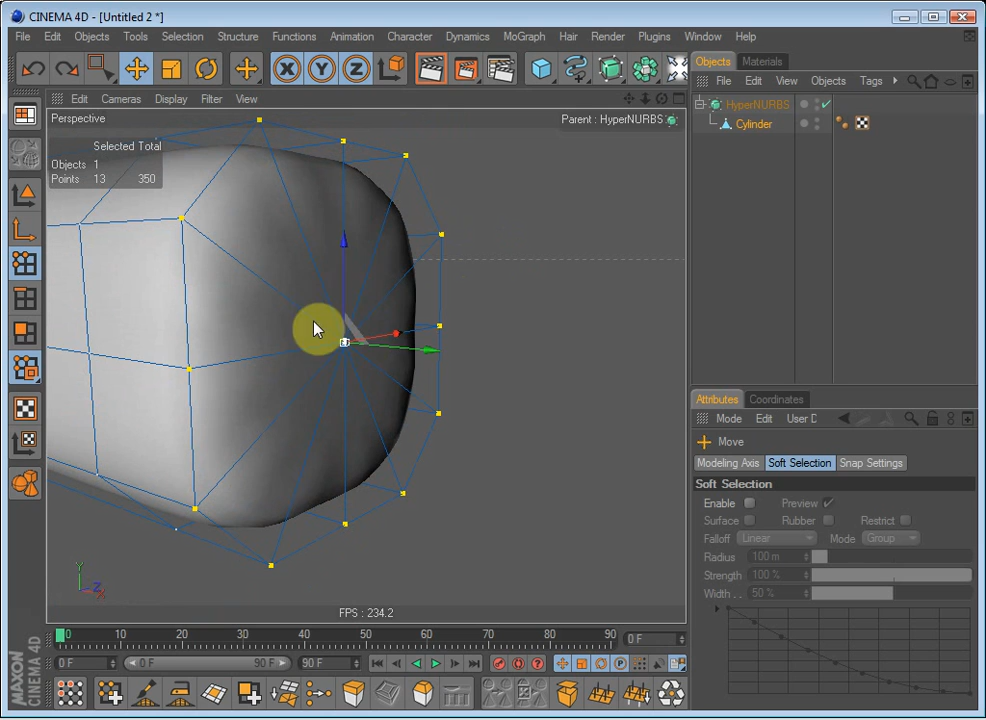 CINEMA 4D - [Untitled 2 *]
File Edit Objects Tools Selection Structure Functions Animation Character Dynamics MoGraph Hair Render Plugins Window Help
Objects Materials
File Edit View Objects Tags
HyperNURBS
Cylinder
Edit Cameras Display Filter View
Perspective
Parent : HyperNURBS
Selected Total
Objects 1
Points 13 350
X Y Z
Y
Z
FPS : 234.2
Attributes Coordinates
Mode Edit User D
Move
Modeling Axis Soft Selection Snap Settings
Soft Selection
Enable Preview
Surface Rubber Restrict
Falloff Linear Mode Group
Radius 100 m
Strength 100 %
Width . . 50 %
0 10 20 30 40 50 60 70 80 90 0 F
0 F 0 F 90 F 90 F
MAXON
CINEMA 4D